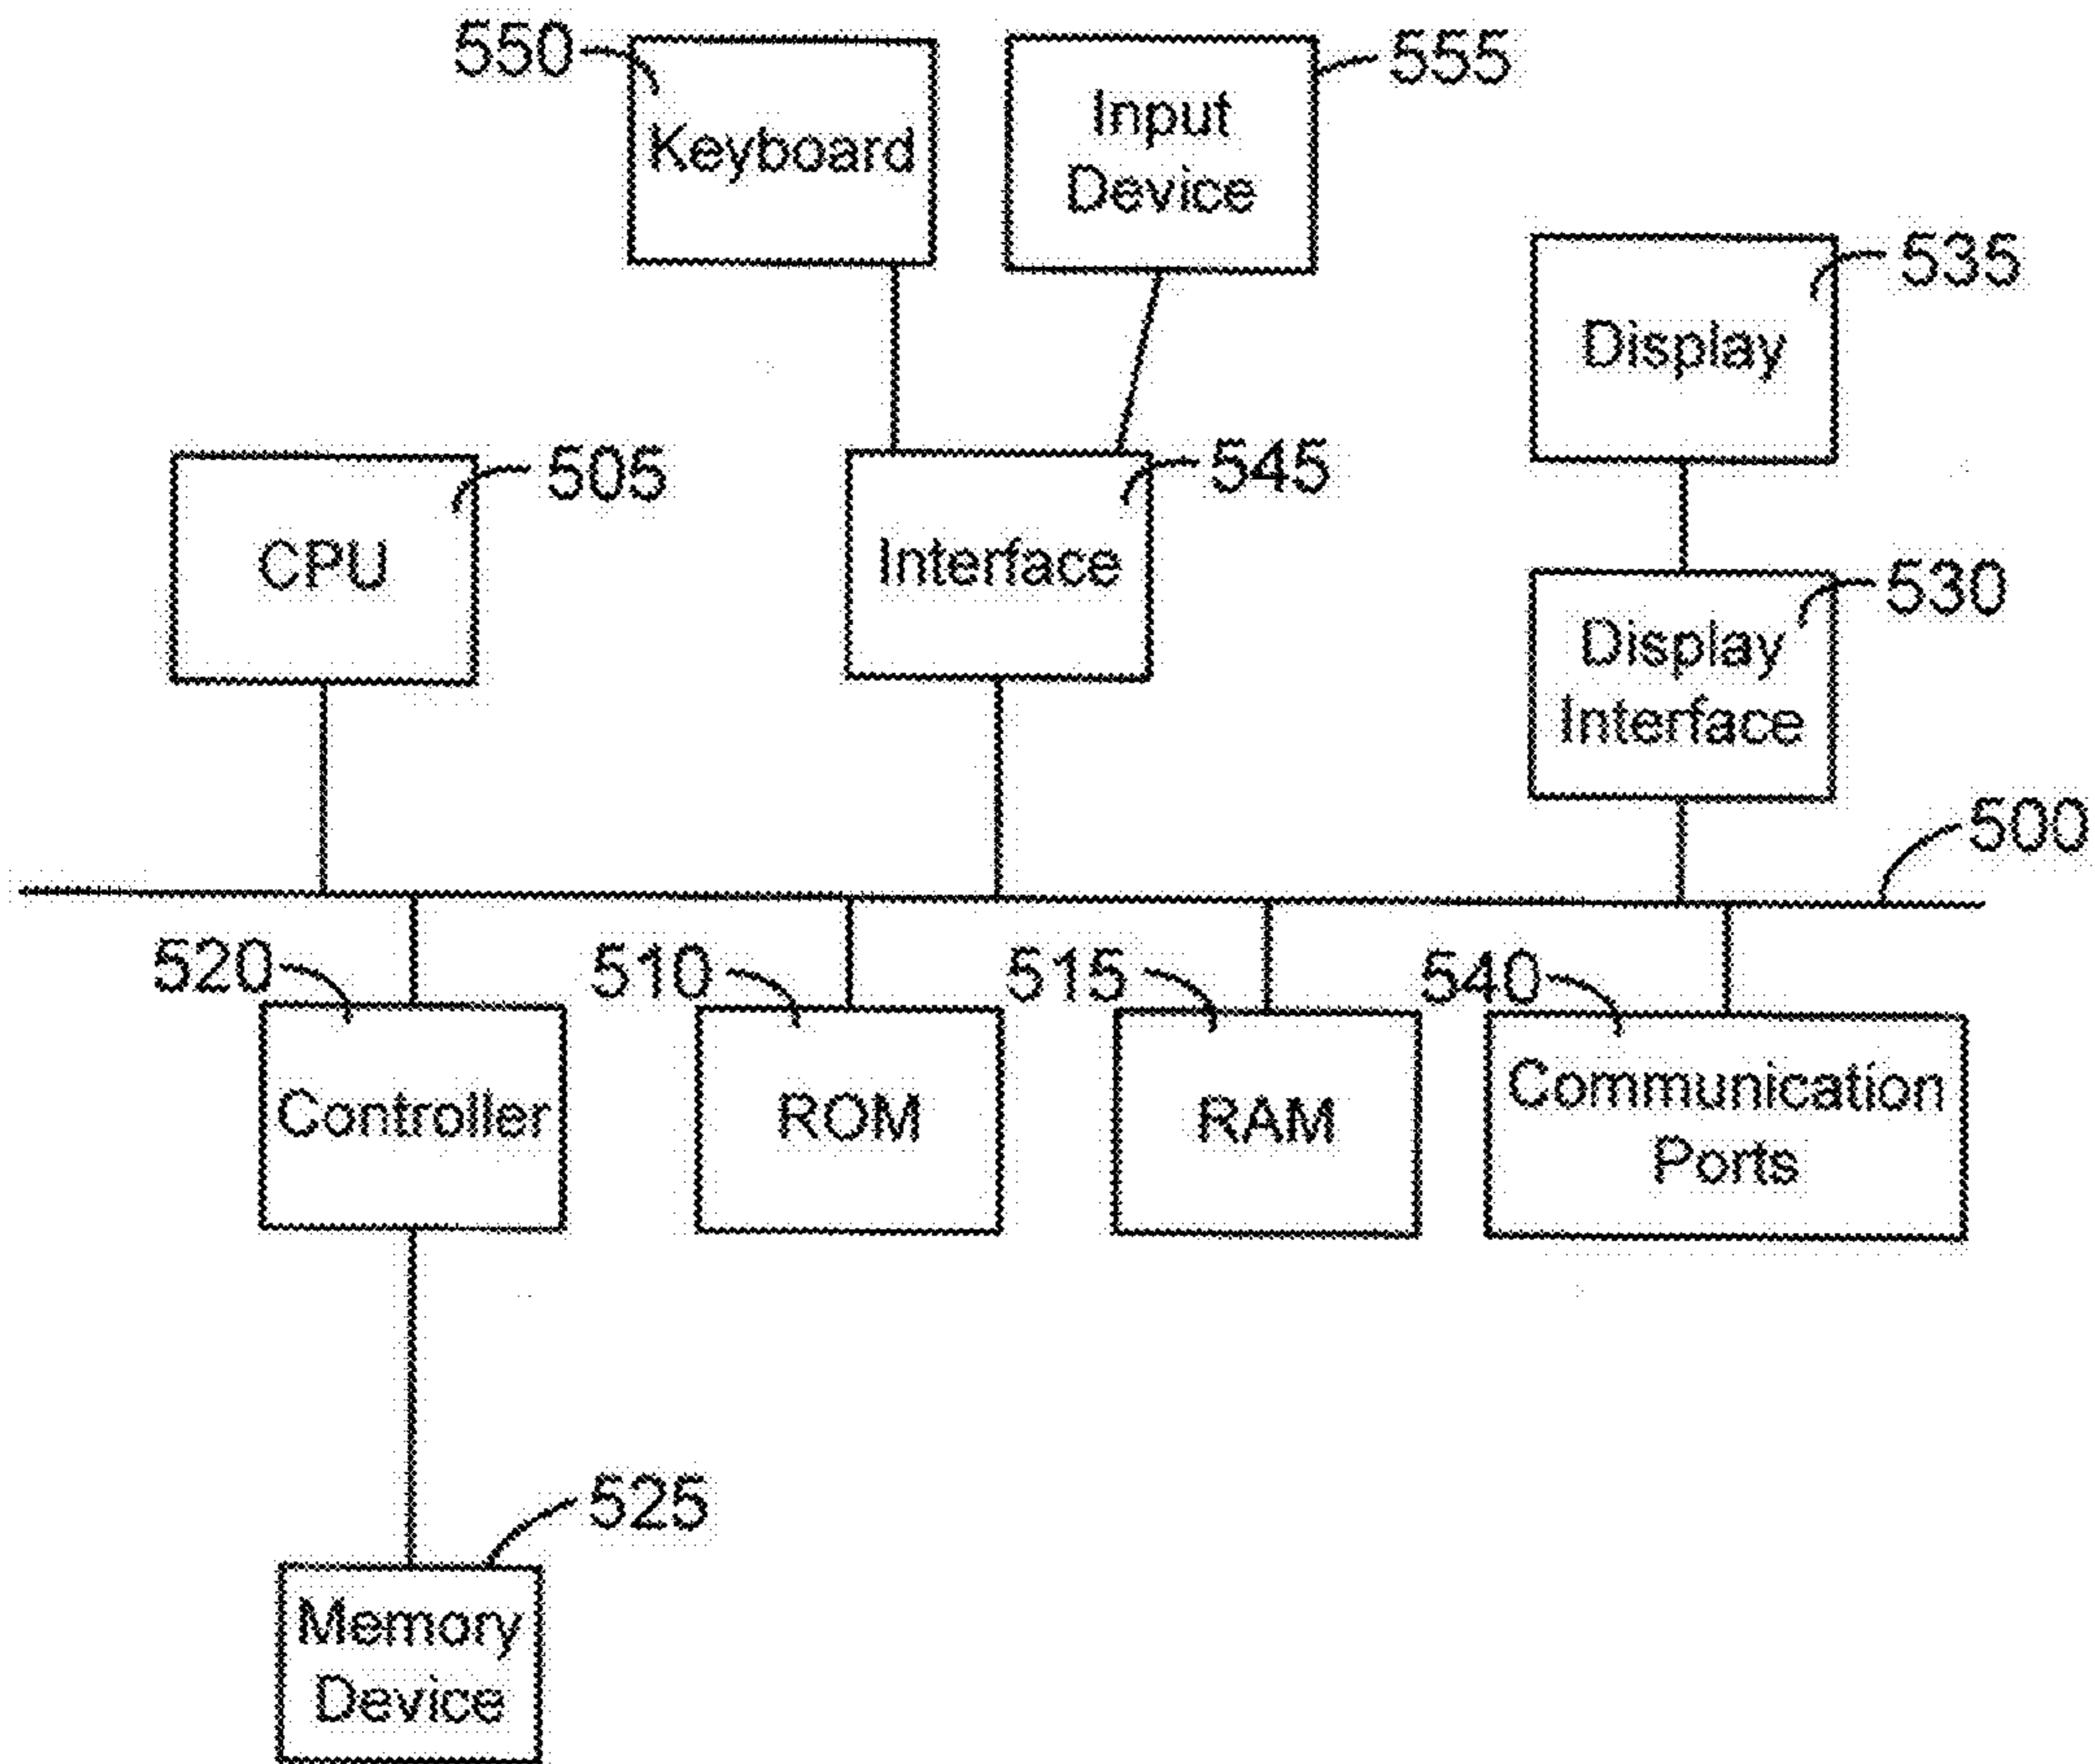 550
Keyboard
Input
Device
555
Display
535
CPU
505
Interface
545
Display
Interface
530
500
520
Controller
510
ROM
515
RAM
540
Communication
Ports
525
Memory
Device